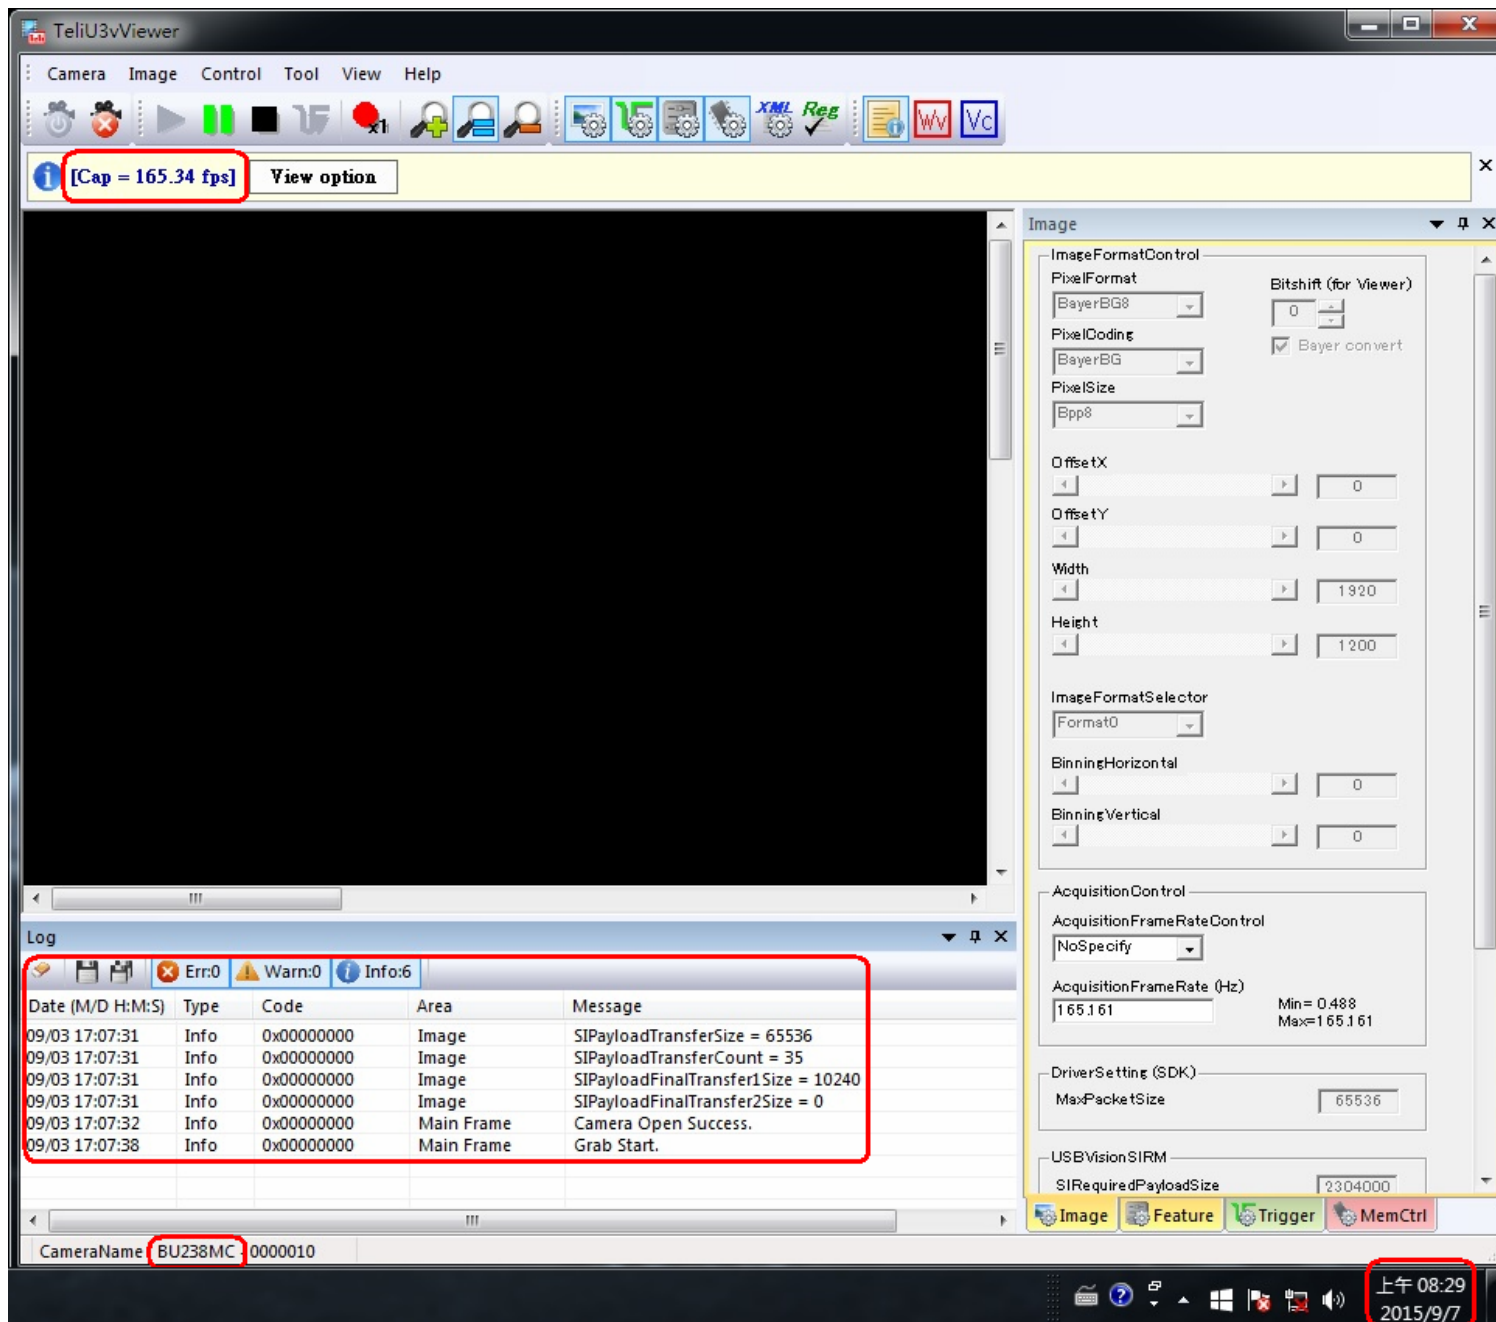 TeliU3vViewer
Camera Image Control Tool View Help
x1 XML Reg Wv Vc
[Cap = 165.34 fps] View option
Image
ImageFormatControl
PixelFormat
BayerBG8
Bitshift (for Viewer)
0
PixelCoding
BayerBG
Bayer convert
PixelSize
Bpp8
OffsetX
0
OffsetY
0
Width
1920
Height
1200
ImageFormatSelector
Format0
BinningHorizontal
0
BinningVertical
0
AcquisitionControl
AcquisitionFrameRateControl
NoSpecify
AcquisitionFrameRate (Hz)
165.161
Min= 0.488
Max=165.161
DriverSetting (SDK)
MaxPacketSize 65536
USBVisionSIRM
SIRequiredPayloadSize 2304000
Image Feature Trigger MemCtrl
Log
Err:0 Warn:0 Info:6
Date (M/D H:M:S) Type Code Area Message
09/03 17:07:31 Info 0x00000000 Image SIPayloadTransferSize = 65536
09/03 17:07:31 Info 0x00000000 Image SIPayloadTransferCount = 35
09/03 17:07:31 Info 0x00000000 Image SIPayloadFinalTransfer1Size = 10240
09/03 17:07:31 Info 0x00000000 Image SIPayloadFinalTransfer2Size = 0
09/03 17:07:32 Info 0x00000000 Main Frame Camera Open Success.
09/03 17:07:38 Info 0x00000000 Main Frame Grab Start.
CameraName BU238MC - 0000010
上午 08:29
2015/9/7